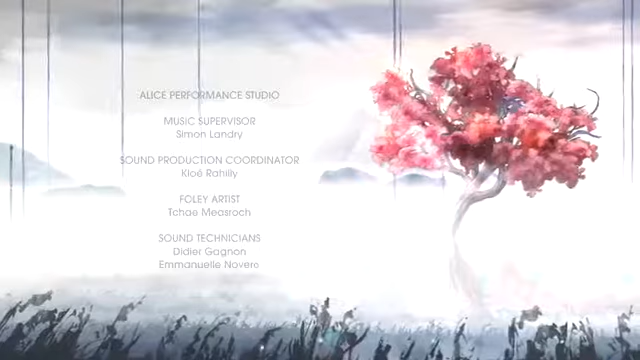 ALICE PERFORMANCE STUDIO
MUSIC SUPERVISOR
Simon Landry
SOUND PRODUCTION COORDINATOR
Kloé Rahilly
FOLEY ARTIST
Tchae Measroch
SOUND TECHNICIANS
Didier Gagnon
Emmanuelle Novero